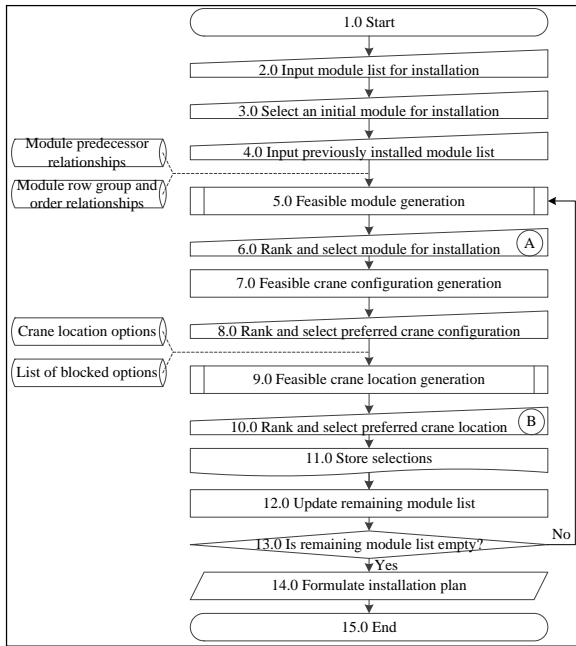 1.0 Start
2.0 Input module list for installation
3.0 Select an initial module for installation
Module predecessor
relationships
4.0 Input previously installed module list
Module row group and
order relationships
5.0 Feasible module generation
A
6.0 Rank and select module for installation
7.0 Feasible crane configuration generation
Crane location options
8.0 Rank and select preferred crane configuration
List of blocked options
9.0 Feasible crane location generation
B
10.0 Rank and select preferred crane location
11.0 Store selections
12.0 Update remaining module list
No
13.0 Is remaining module list empty?
Yes
14.0 Formulate installation plan
15.0 End